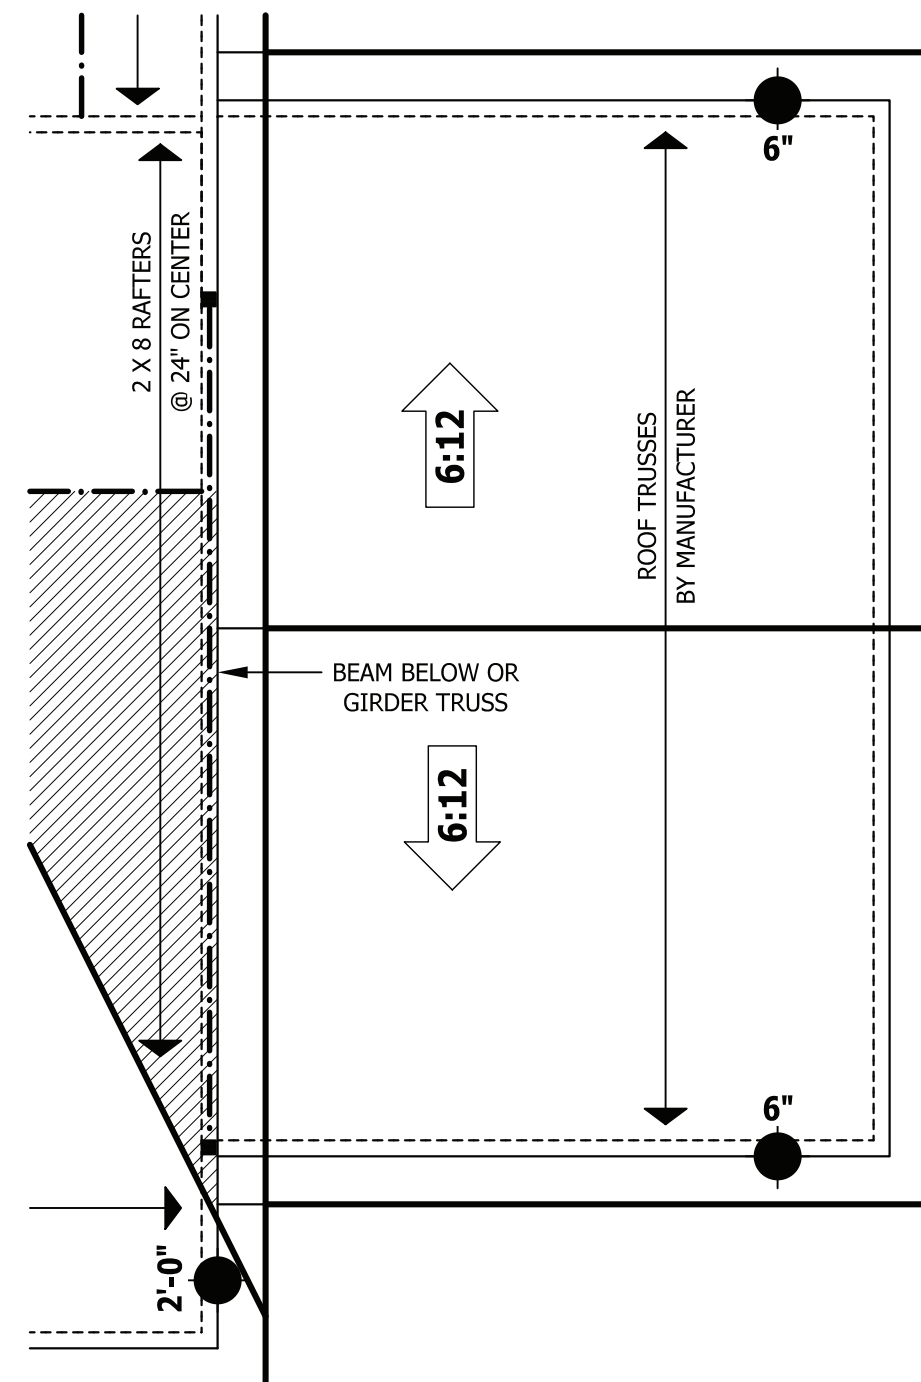 6"
2 X 8 RAFTERS
@ 24" ON CENTER
6:12
ROOF TRUSSES
BY MANUFACTURER
BEAM BELOW OR
GIRDER TRUSS
6:12
6"
2'-0"